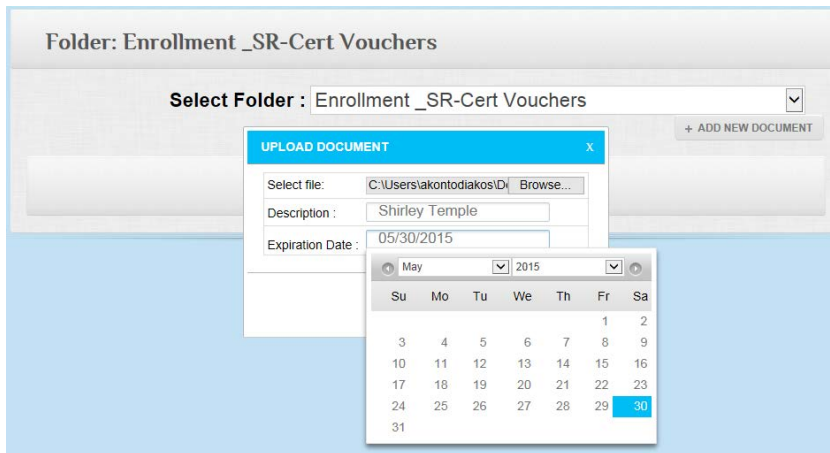 Folder: Enrollment _SR-Cert Vouchers
Select Folder : Enrollment _SR-Cert Vouchers
+ ADD NEW DOCUMENT
UPLOAD DOCUMENT X
Select file: C:\Users\akontodiakos\D Browse...
Description : Shirley Temple
Expiration Date : 05/30/2015
May 2015
Su Mo Tu We Th Fr Sa
1 2
3 4 5 6 7 8 9
10 11 12 13 14 15 16
17 18 19 20 21 22 23
24 25 26 27 28 29 30
31